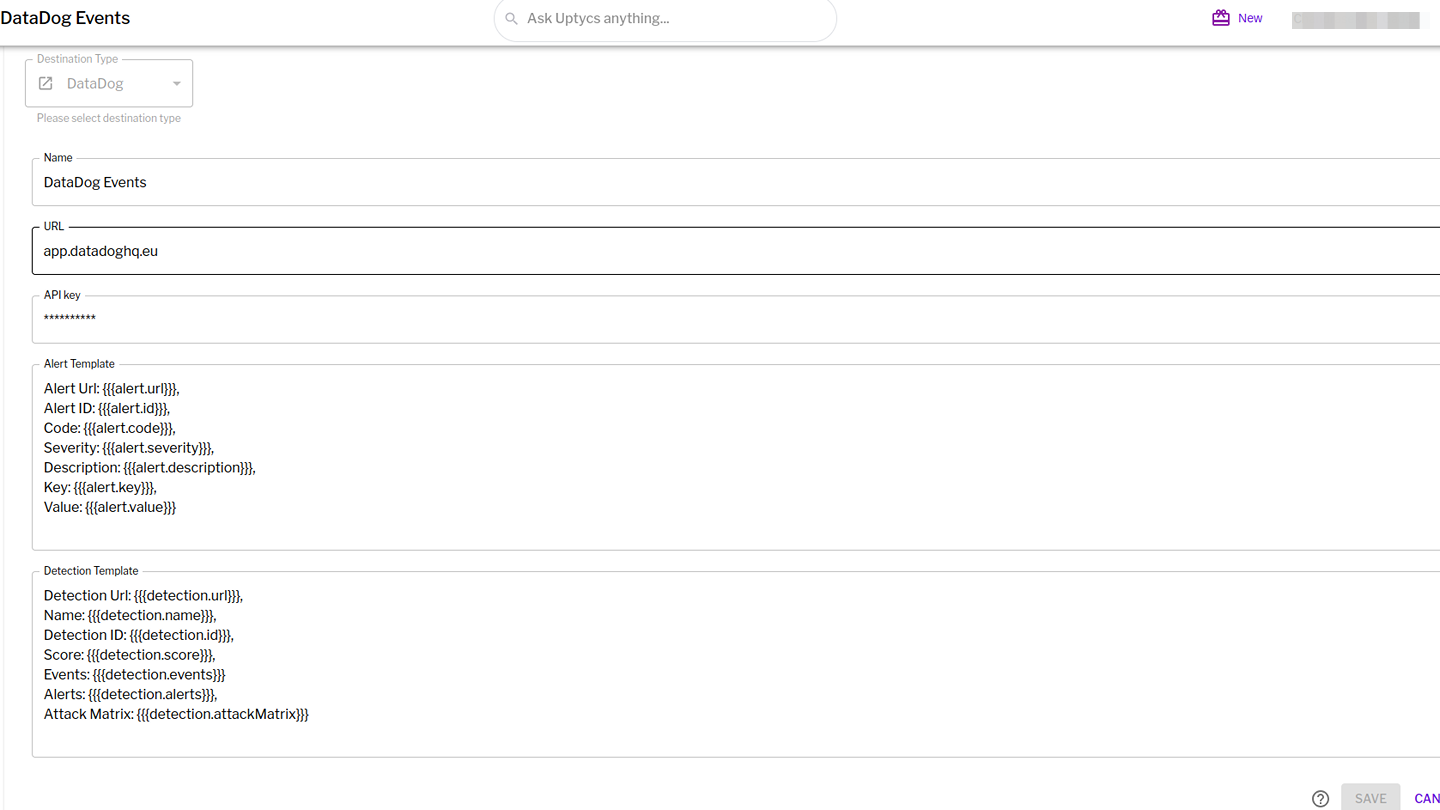 DataDog Events
Ask Uptycs anything...
New
Destination Type
DataDog
Please select destination type
Name
DataDog Events
URL
app.datadoghq.eu
API key
**********
Alert Template
Alert Url: {{{alert.url}}},
Alert ID: {{{alert.id}}},
Code: {{{alert.code}}},
Severity: {{{alert.severity}}},
Description: {{{alert.description}}},
Key: {{{alert.key}}},
Value: {{{alert.value}}}
Detection Template
Detection Url: {{{detection.url}}},
Name: {{{detection.name}}},
Detection ID: {{{detection.id}}},
Score: {{{detection.score}}},
Events: {{{detection.events}}}
Alerts: {{{detection.alerts}}},
Attack Matrix: {{{detection.attackMatrix}}}
SAVE
CAN